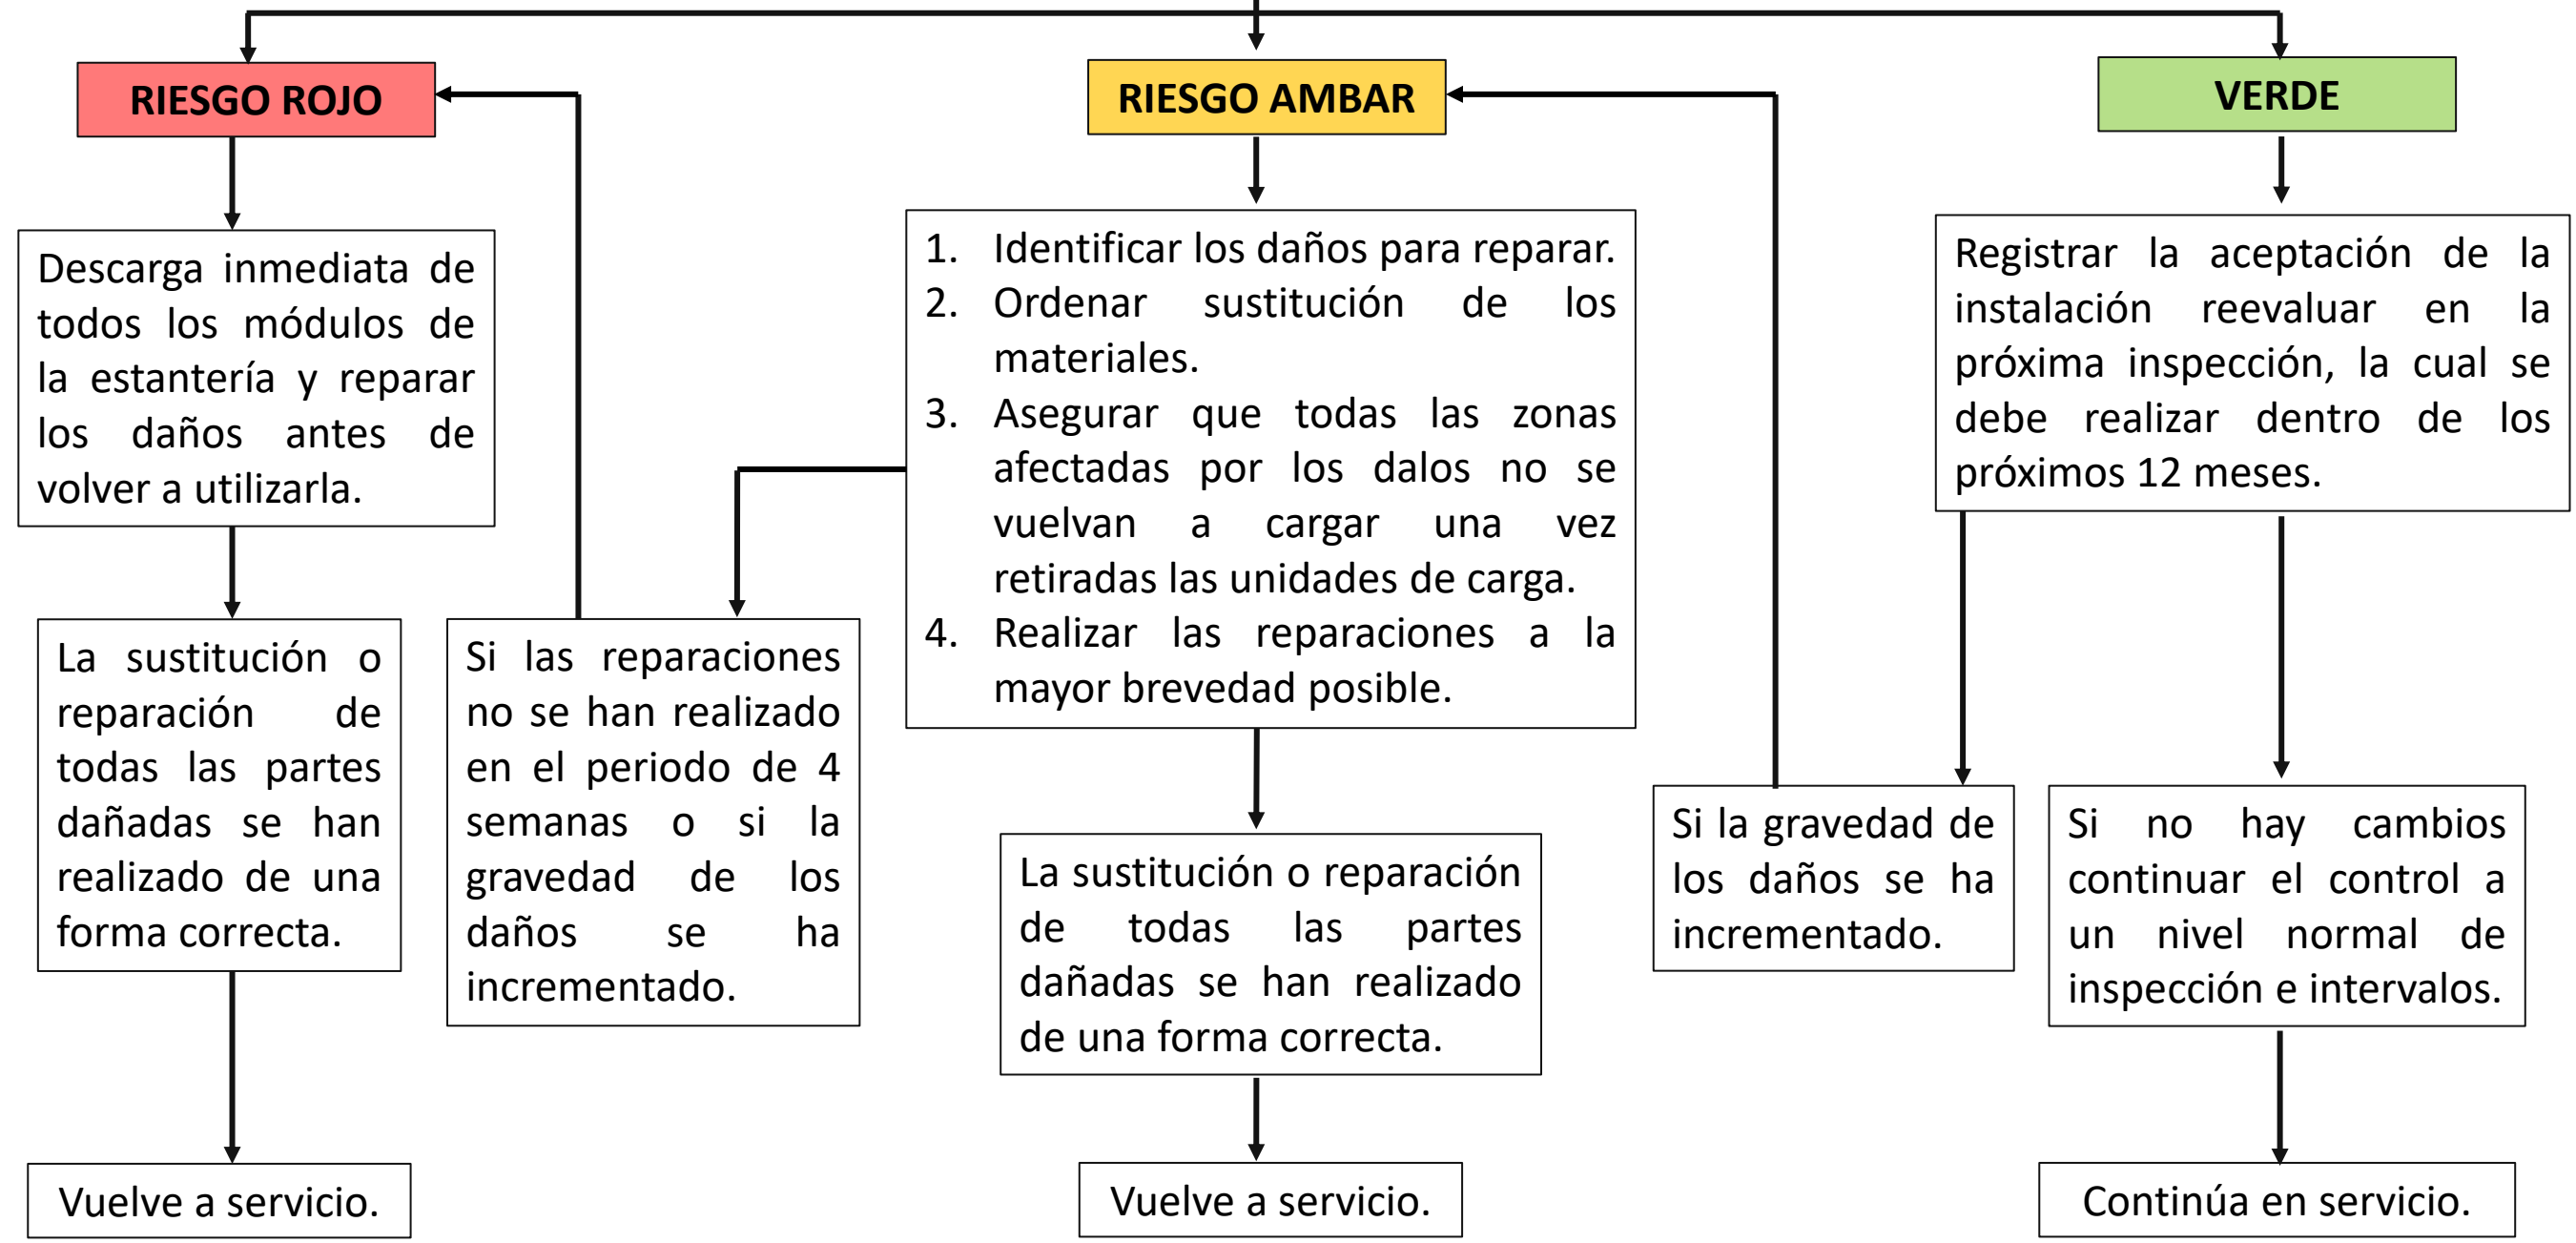 RIESGO ROJO
RIESGO AMBAR
VERDE
Descarga inmediata de
todos los módulos de
la estantería y reparar
los daños antes de
volver a utilizarla.
1. Identificar los daños para reparar.
2. Ordenar sustitución de los
materiales.
3. Asegurar que todas las zonas
afectadas por los dalos no se
vuelvan a cargar una vez
retiradas las unidades de carga.
4. Realizar las reparaciones a la
mayor brevedad posible.
Registrar la aceptación de la
instalación reevaluar en la
próxima inspección, la cual se
debe realizar dentro de los
próximos 12 meses.
La sustitución o
reparación de
todas las partes
dañadas se han
realizado de una
forma correcta.
Si las reparaciones
no se han realizado
en el periodo de 4
semanas o si la
gravedad de los
daños se ha
incrementado.
La sustitución o reparación
de todas las partes
dañadas se han realizado
de una forma correcta.
Si la gravedad de
los daños se ha
incrementado.
Si no hay cambios
continuar el control a
un nivel normal de
inspección e intervalos.
Vuelve a servicio.
Vuelve a servicio.
Continúa en servicio.